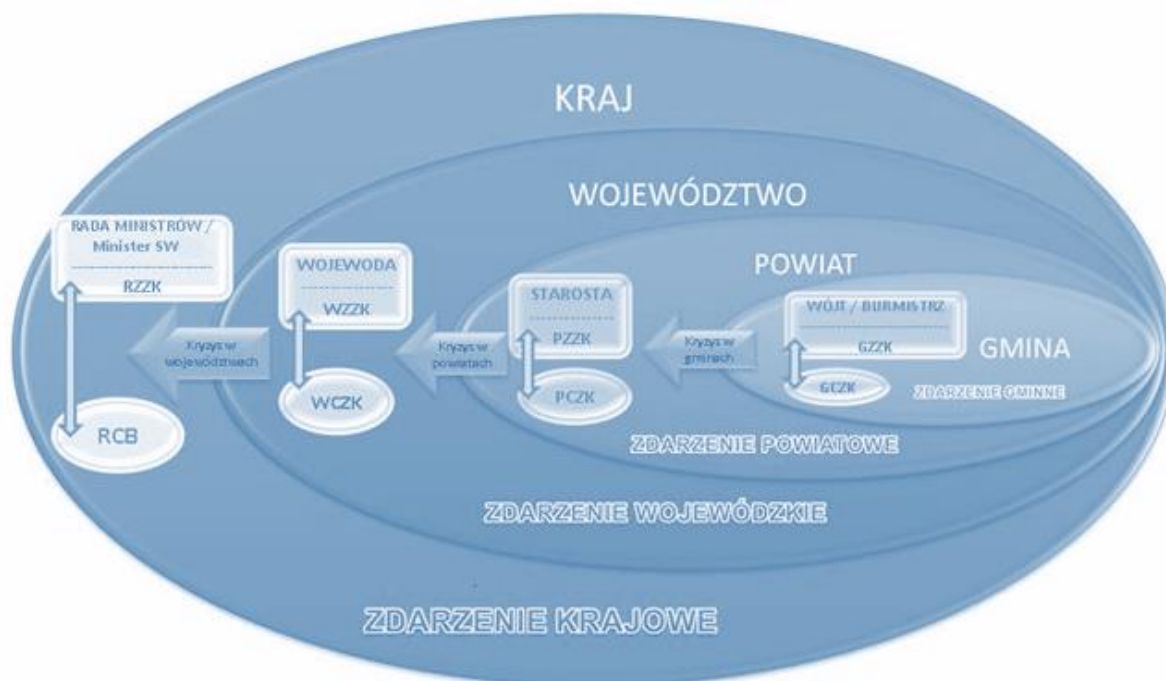 KRAJ
WOJEWÓDZTWO
POWIAT
GMINA
RADA MINISTRÓW /
Minister SW
RZZK
RCB
Kryzys w
województwach
WOJEWODA
WZZK
WCZK
Kryzys w
powiatach
STAROSTA
PZZK
PCZK
Kryzys w
gminach
WÓJT / BURMISTRZ
GZZK
GCZK
ZDARZENIE GMINNE
ZDARZENIE POWIATOWE
ZDARZENIE WOJEWÓDZKIE
ZDARZENIE KRAJOWE